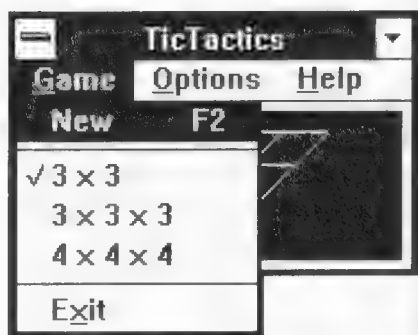 TicTactics
Game Options Help
New F2
√ 3 x 3
3 x 3 x 3
4 x 4 x 4
Exit